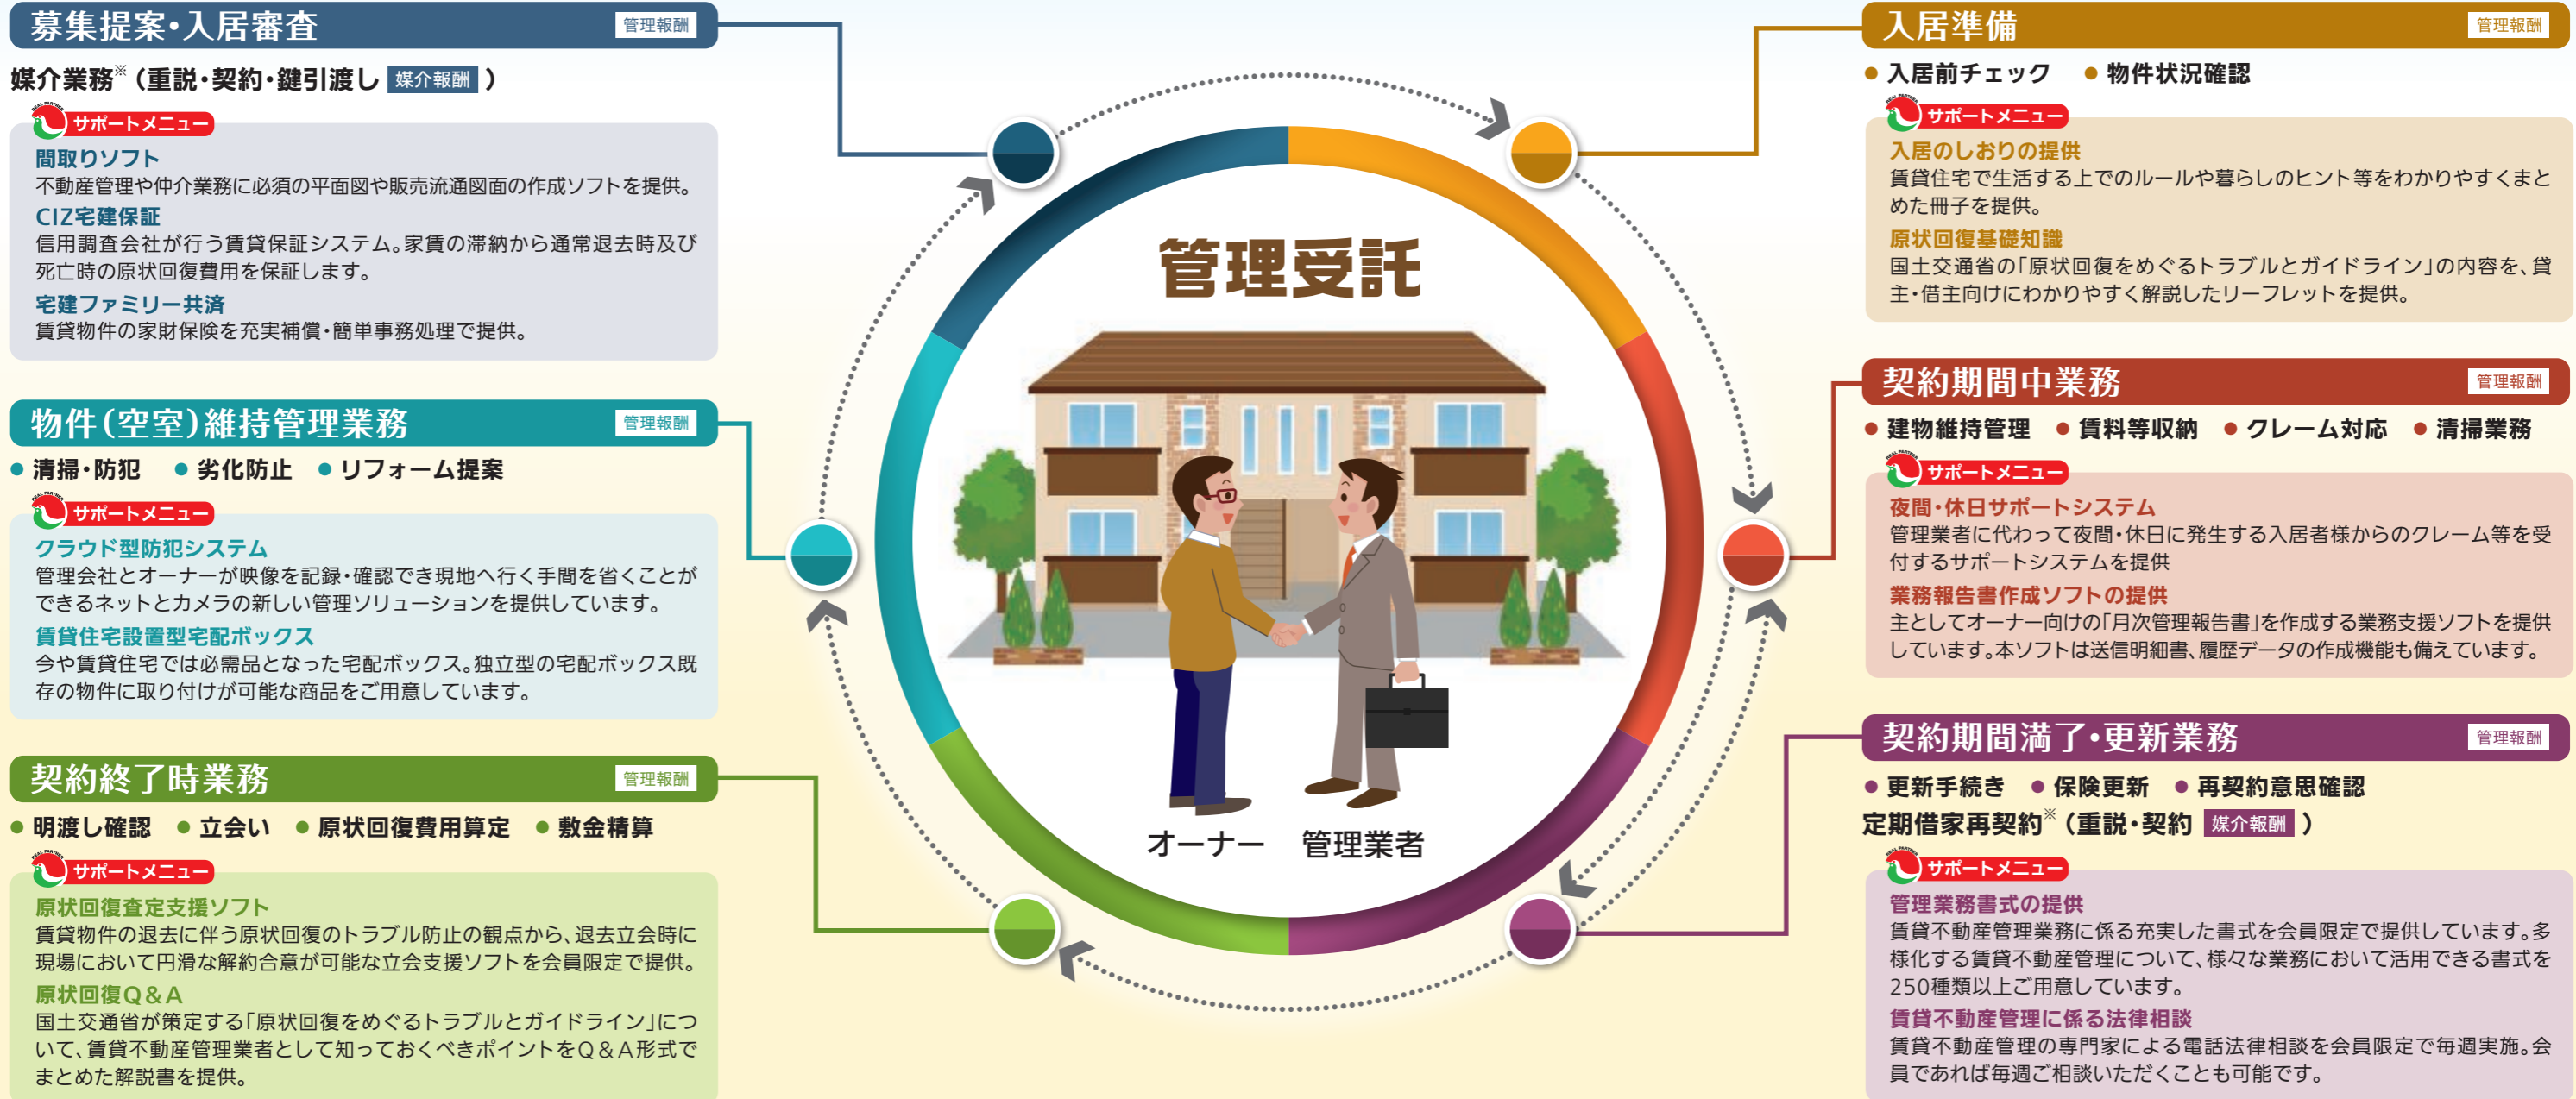 募集提案・入居審査 管理報酬
媒介業務※（重説・契約・鍵引渡し 媒介報酬 ）
REAL PARTNER サポートメニュー
間取りソフト
不動産管理や仲介業務に必須の平面図や販売流通図面の作成ソフトを提供。
CIZ宅建保証
信用調査会社が行う賃貸保証システム。家賃の滞納から通常退去時及び
死亡時の原状回復費用を保証します。
宅建ファミリー共済
賃貸物件の家財保険を充実補償・簡単事務処理で提供。
物件（空室）維持管理業務 管理報酬
● 清掃・防犯 ● 劣化防止 ● リフォーム提案
REAL PARTNER サポートメニュー
クラウド型防犯システム
管理会社とオーナーが映像を記録・確認でき現地へ行く手間を省くことが
できるネットとカメラの新しい管理ソリューションを提供しています。
賃貸住宅設置型宅配ボックス
今や賃貸住宅では必需品となった宅配ボックス。独立型の宅配ボックス既
存の物件に取り付けが可能な商品をご用意しています。
契約終了時業務 管理報酬
● 明渡し確認 ● 立会い ● 原状回復費用算定 ● 敷金精算
REAL PARTNER サポートメニュー
原状回復査定支援ソフト
賃貸物件の退去に伴う原状回復のトラブル防止の観点から、退去立会時に
現場において円滑な解約合意が可能な立会支援ソフトを会員限定で提供。
原状回復Q＆A
国土交通省が策定する「原状回復をめぐるトラブルとガイドライン」につ
いて、賃貸不動産管理業者として知っておくべきポイントをQ＆A形式で
まとめた解説書を提供。
管理受託
オーナー 管理業者
入居準備 管理報酬
● 入居前チェック ● 物件状況確認
REAL PARTNER サポートメニュー
入居のしおりの提供
賃貸住宅で生活する上でのルールや暮らしのヒント等をわかりやすくまと
めた冊子を提供。
原状回復基礎知識
国土交通省の「原状回復をめぐるトラブルとガイドライン」の内容を、貸
主・借主向けにわかりやすく解説したリーフレットを提供。
契約期間中業務 管理報酬
● 建物維持管理 ● 賃料等収納 ● クレーム対応 ● 清掃業務
REAL PARTNER サポートメニュー
夜間・休日サポートシステム
管理業者に代わって夜間・休日に発生する入居者様からのクレーム等を受
付するサポートシステムを提供
業務報告書作成ソフトの提供
主としてオーナー向けの「月次管理報告書」を作成する業務支援ソフトを提供
しています。本ソフトは送信明細書、履歴データの作成機能も備えています。
契約期間満了・更新業務 管理報酬
● 更新手続き ● 保険更新 ● 再契約意思確認
定期借家再契約※（重説・契約 媒介報酬 ）
REAL PARTNER サポートメニュー
管理業務書式の提供
賃貸不動産管理業務に係る充実した書式を会員限定で提供しています。多
様化する賃貸不動産管理について、様々な業務において活用できる書式を
250種類以上ご用意しています。
賃貸不動産管理に係る法律相談
賃貸不動産管理の専門家による電話法律相談を会員限定で毎週実施。会
員であれば毎週ご相談いただくことも可能です。